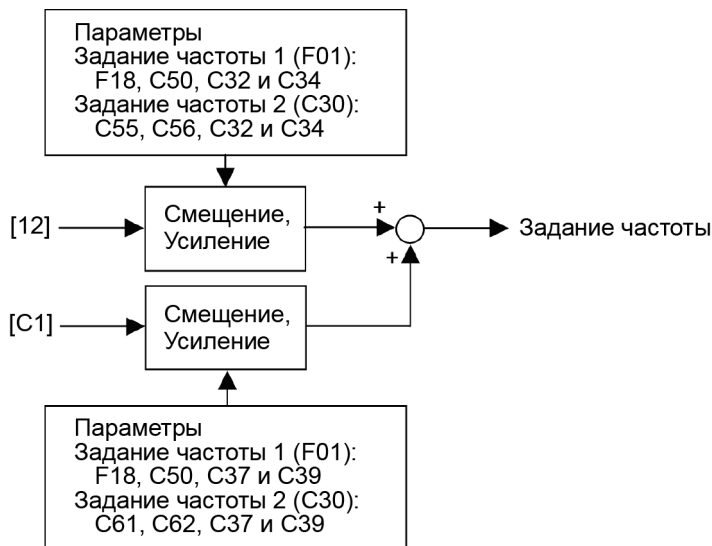 Параметры
Задание частоты 1 (F01):
F18, C50, C32 и C34
Задание частоты 2 (C30):
C55, C56, C32 и C34
[12]
Смещение,
Усиление
+
Задание частоты
+
[C1]
Смещение,
Усиление
Параметры
Задание частоты 1 (F01):
F18, C50, C37 и C39
Задание частоты 2 (C30):
C61, C62, C37 и C39